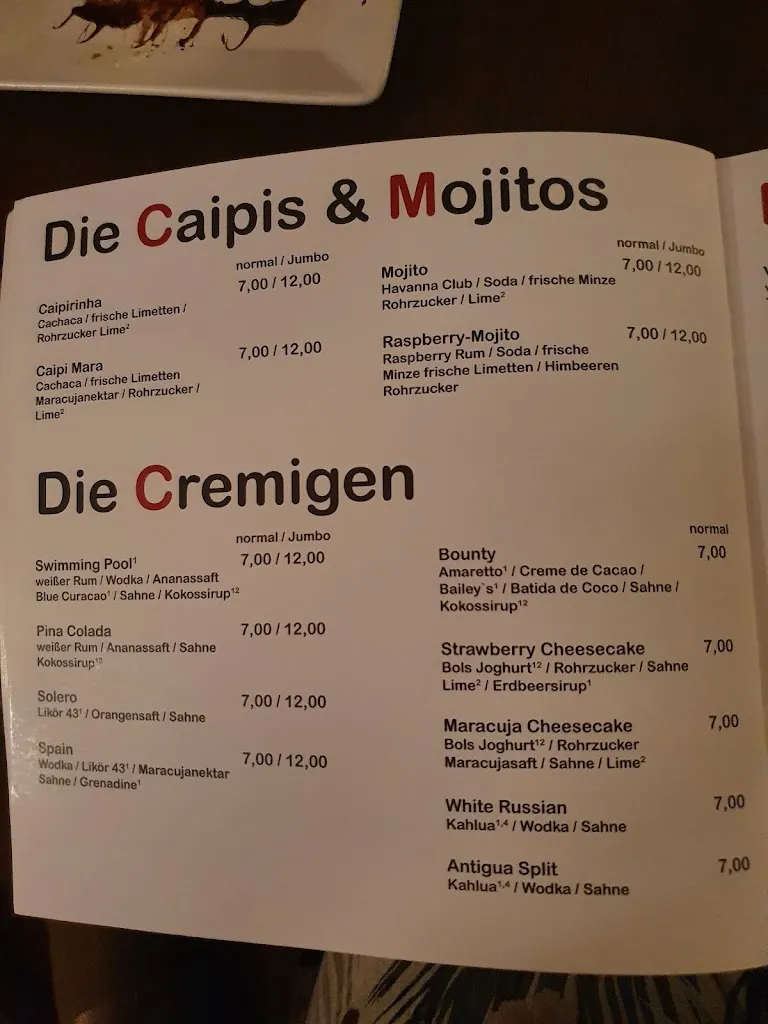 Die Caipis & Mojitos
normal / Jumbo
Caipirinha 7,00 / 12,00
Cachaca / frische Limetten /
Rohrzucker Lime²
Caipi Mara 7,00 / 12,00
Cachaca / frische Limetten
Maracujanektar / Rohrzucker /
Lime²
normal / Jumbo
Mojito 7,00 / 12,00
Havanna Club / Soda / frische Minze
Rohrzucker / Lime²
Raspberry-Mojito 7,00 / 12,00
Raspberry Rum / Soda / frische
Minze frische Limetten / Himbeeren
Rohrzucker
Die Cremigen
normal / Jumbo
Swimming Pool¹ 7,00 / 12,00
weißer Rum / Wodka / Ananassaft
Blue Curacao¹ / Sahne / Kokossirup¹²
Pina Colada 7,00 / 12,00
weißer Rum / Ananassaft / Sahne
Kokossirup¹²
Solero 7,00 / 12,00
Likör 43¹ / Orangensaft / Sahne
Spain 7,00 / 12,00
Wodka / Likör 43¹ / Maracujanektar
Sahne / Grenadine¹
normal
Bounty 7,00
Amaretto¹ / Creme de Cacao /
Bailey`s¹ / Batida de Coco / Sahne /
Kokossirup¹²
Strawberry Cheesecake 7,00
Bols Joghurt¹² / Rohrzucker / Sahne
Lime² / Erdbeersirup¹
Maracuja Cheesecake 7,00
Bols Joghurt¹² / Rohrzucker
Maracujasaft / Sahne / Lime²
White Russian 7,00
Kahlua¹,⁴ / Wodka / Sahne
Antigua Split 7,00
Kahlua¹,⁴ / Wodka / Sahne